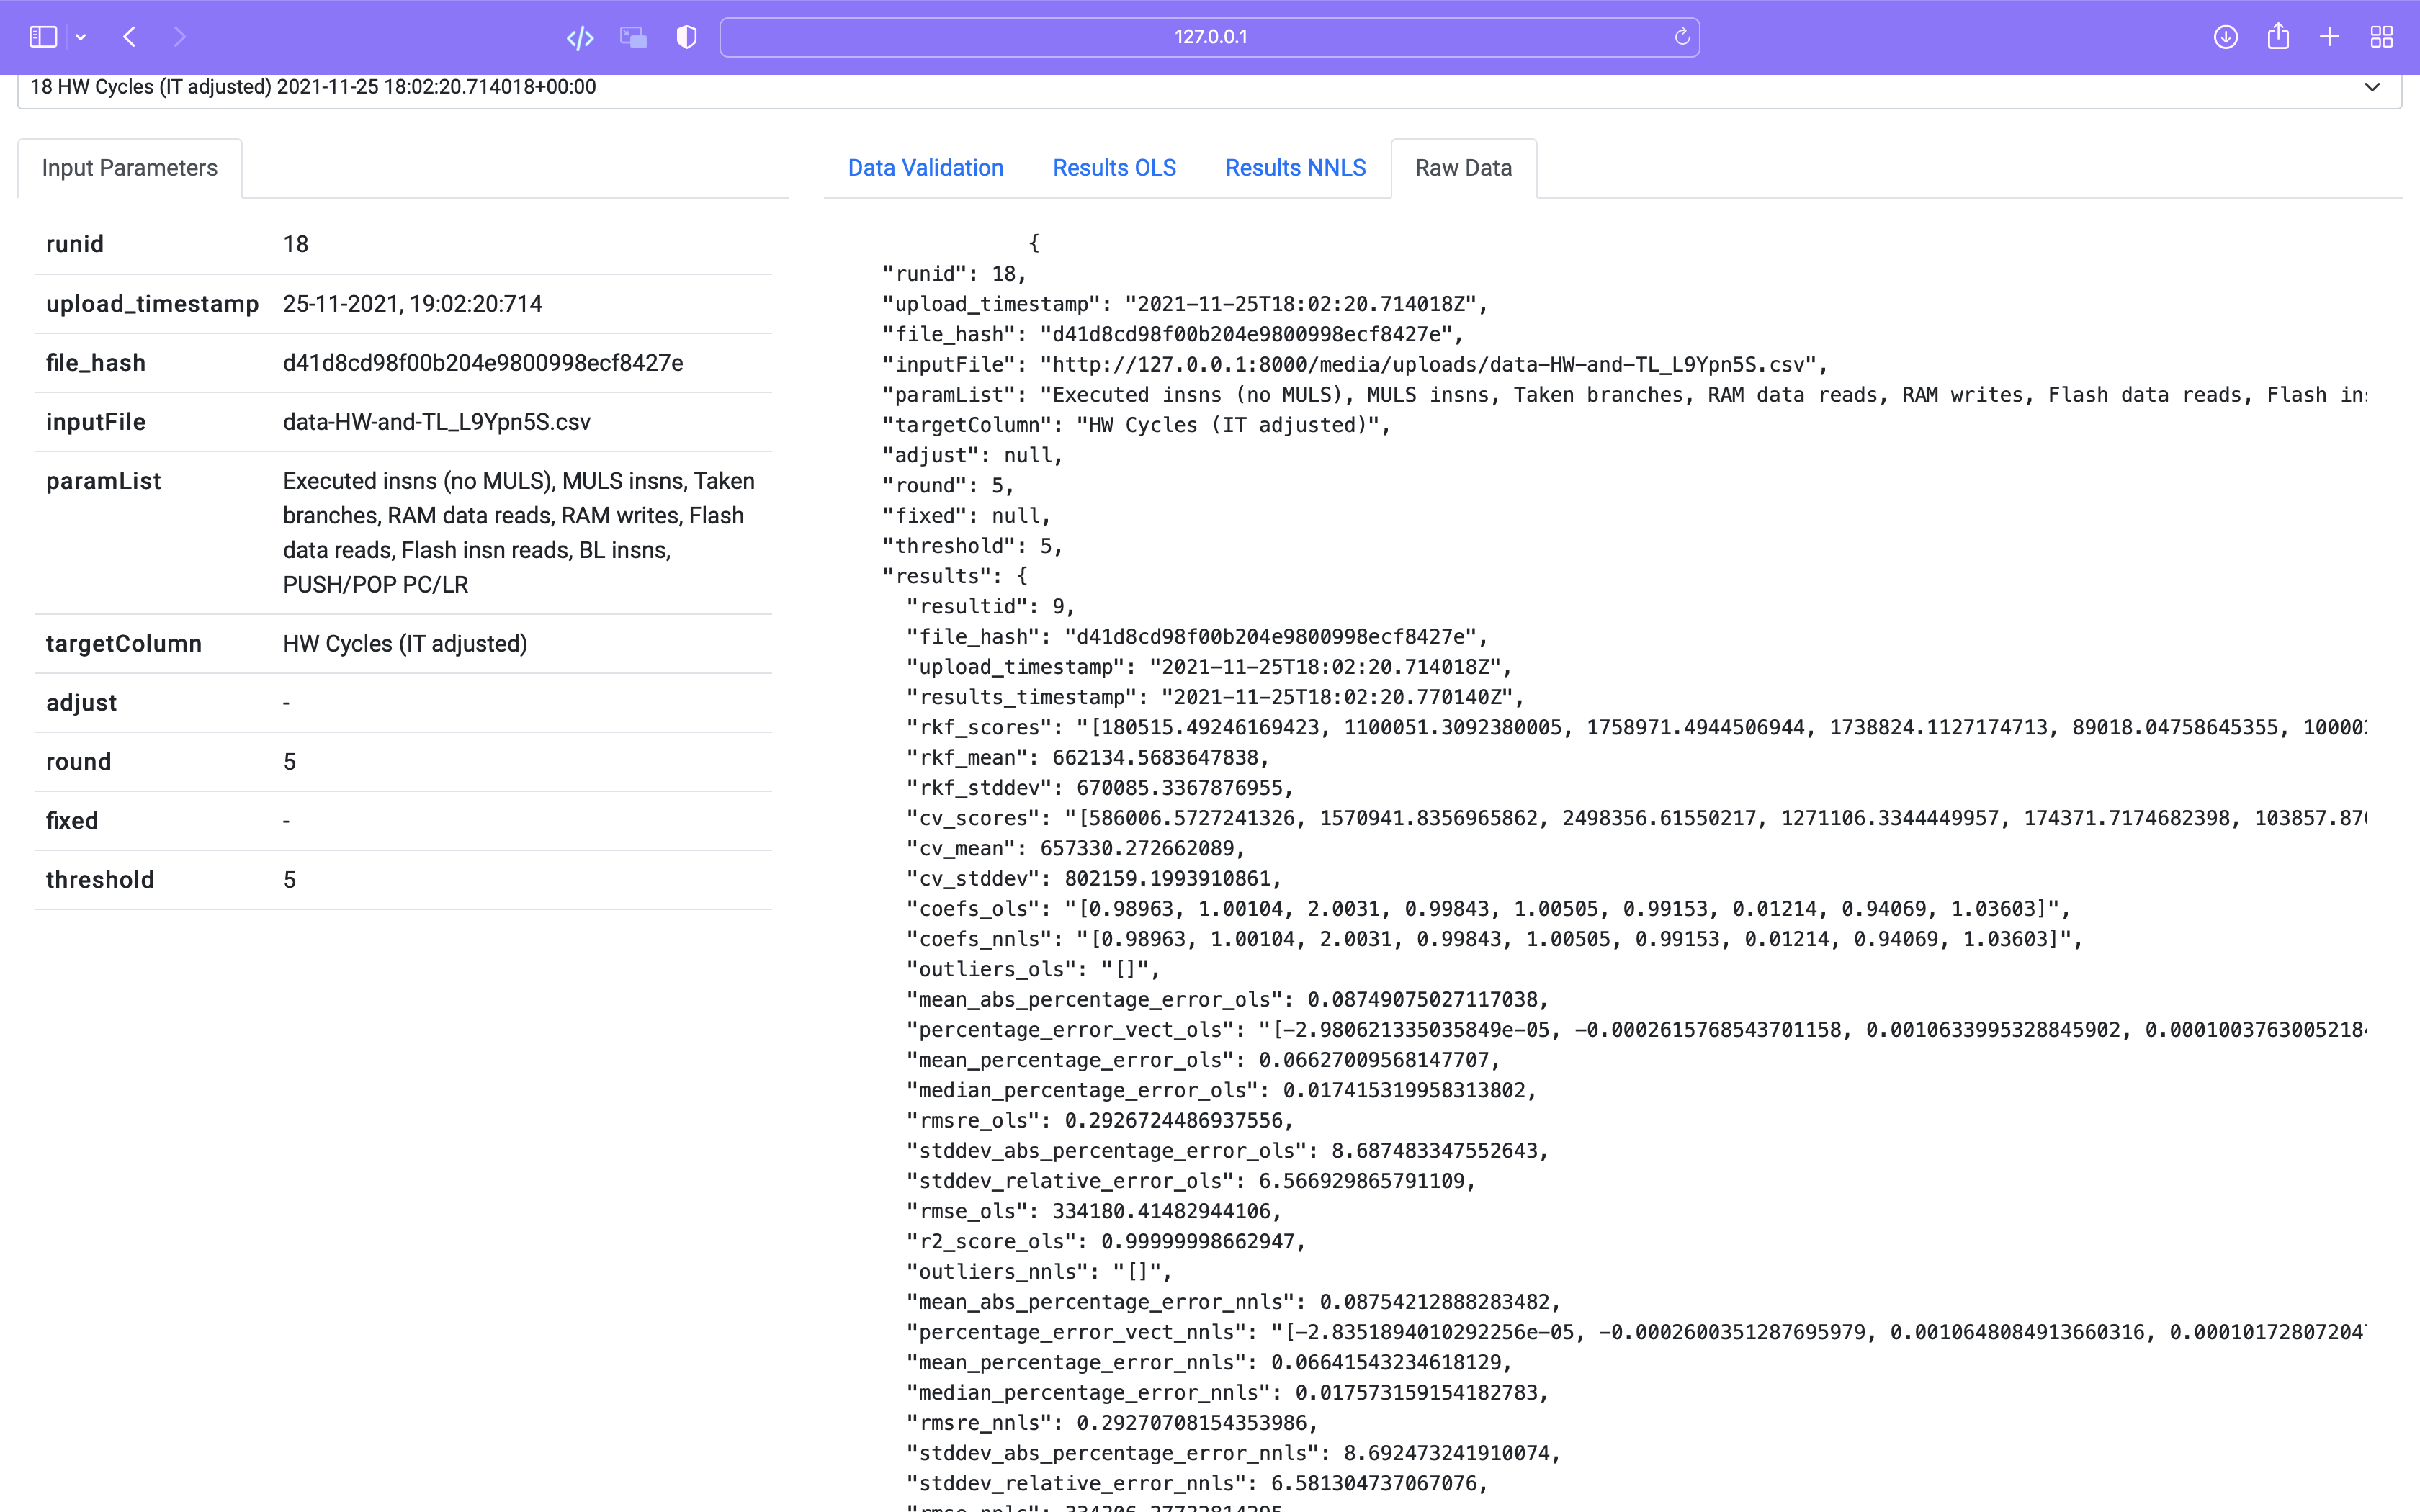 127.0.0.1
18 HW Cycles (IT adjusted) 2021-11-25 18:02:20.714018+00:00
Input Parameters
runid 18
upload_timestamp 25-11-2021, 19:02:20:714
file_hash d41d8cd98f00b204e9800998ecf8427e
inputFile data-HW-and-TL_L9Ypn5S.csv
paramList Executed insns (no MULS), MULS insns, Taken
branches, RAM data reads, RAM writes, Flash
data reads, Flash insn reads, BL insns,
PUSH/POP PC/LR
targetColumn HW Cycles (IT adjusted)
adjust -
round 5
fixed -
threshold 5
Data Validation Results OLS Results NNLS Raw Data
{
"runid": 18,
"upload_timestamp": "2021-11-25T18:02:20.714018Z",
"file_hash": "d41d8cd98f00b204e9800998ecf8427e",
"inputFile": "http://127.0.0.1:8000/media/uploads/data-HW-and-TL_L9Ypn5S.csv",
"paramList": "Executed insns (no MULS), MULS insns, Taken branches, RAM data reads, RAM writes, Flash data reads, Flash
"targetColumn": "HW Cycles (IT adjusted)",
"adjust": null,
"round": 5,
"fixed": null,
"threshold": 5,
"results": {
"resultid": 9,
"file_hash": "d41d8cd98f00b204e9800998ecf8427e",
"upload_timestamp": "2021-11-25T18:02:20.714018Z",
"results_timestamp": "2021-11-25T18:02:20.770140Z",
"rkf_scores": "[180515.49246169423, 1100051.3092380005, 1758971.4944506944, 1738824.1127174713, 89018.04758645355,
"rkf_mean": 662134.5683647838,
"rkf_stddev": 670085.3367876955,
"cv_scores": "[586006.5727241326, 1570941.8356965862, 2498356.61550217, 1271106.3344449957, 174371.7174682398,
"cv_mean": 657330.272662089,
"cv_stddev": 802159.1993910861,
"coefs_ols": "[0.98963, 1.00104, 2.0031, 0.99843, 1.00505, 0.99153, 0.01214, 0.94069, 1.03603]",
"coefs_nnls": "[0.98963, 1.00104, 2.0031, 0.99843, 1.00505, 0.99153, 0.01214, 0.94069, 1.03603]",
"outliers_ols": "[]",
"mean_abs_percentage_error_ols": 0.08749075027117038,
"percentage_error_vect_ols": "[-2.980621335035849e-05, -0.0002615768543701158, 0.0010633995328845902,
"mean_percentage_error_ols": 0.06627009568147707,
"median_percentage_error_ols": 0.017415319958313802,
"rmsre_ols": 0.2926724486937556,
"stddev_abs_percentage_error_ols": 8.687483347552643,
"stddev_relative_error_ols": 6.566929865791109,
"rmse_ols": 334180.41482944106,
"r2_score_ols": 0.99999998662947,
"outliers_nnls": "[]",
"mean_abs_percentage_error_nnls": 0.08754212888283482,
"percentage_error_vect_nnls": "[-2.8351894010292256e-05, -0.0002600351287695979, 0.0010648084913660316,
"mean_percentage_error_nnls": 0.06641543234618129,
"median_percentage_error_nnls": 0.017573159154182783,
"rmsre_nnls": 0.29270708154353986,
"stddev_abs_percentage_error_nnls": 8.692473241910074,
"stddev_relative_error_nnls": 6.581304737067076,